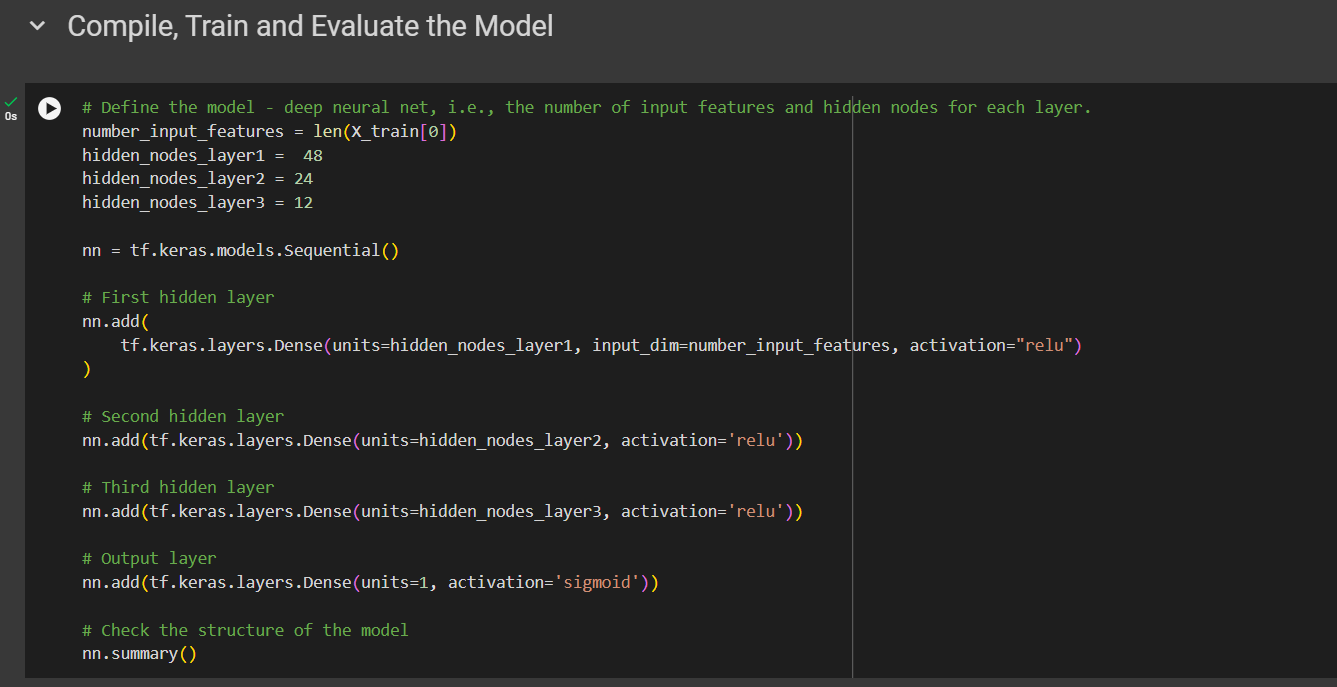 Compile, Train and Evaluate the Model
0s
# Define the model - deep neural net, i.e., the number of input features and hidden nodes for each layer.
number_input_features = len(X_train[0])
hidden_nodes_layer1 =  48
hidden_nodes_layer2 = 24
hidden_nodes_layer3 = 12

nn = tf.keras.models.Sequential()

# First hidden layer
nn.add(
    tf.keras.layers.Dense(units=hidden_nodes_layer1, input_dim=number_input_features, activation="relu")
)

# Second hidden layer
nn.add(tf.keras.layers.Dense(units=hidden_nodes_layer2, activation='relu'))

# Third hidden layer
nn.add(tf.keras.layers.Dense(units=hidden_nodes_layer3, activation='relu'))

# Output layer
nn.add(tf.keras.layers.Dense(units=1, activation='sigmoid'))

# Check the structure of the model
nn.summary()